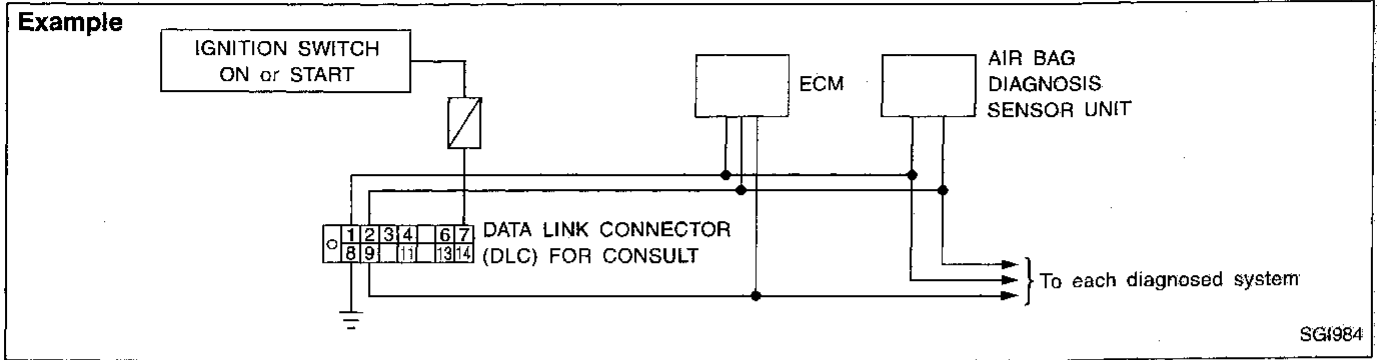 Example
IGNITION SWITCH
ON or START
ECM
AIR BAG
DIAGNOSIS
SENSOR UNIT
1 2 3 4 6 7
8 9 11 13 14
DATA LINK CONNECTOR
(DLC) FOR CONSULT
To each diagnosed system
SGI984